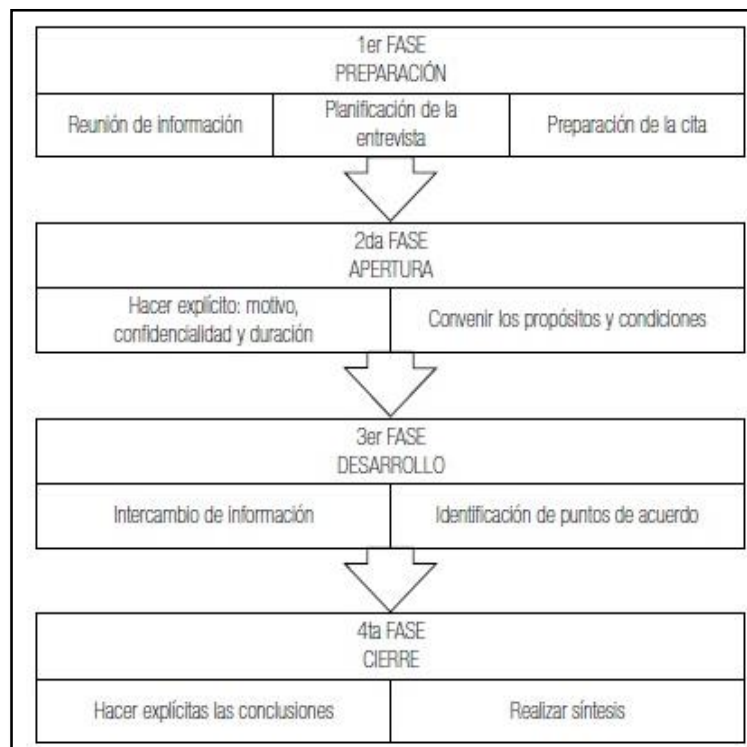 1er FASE
PREPARACIÓN
Reunión de información
Planificación de la
entrevista
Preparación de la cita
2da FASE
APERTURA
Hacer explícito: motivo,
confidencialidad y duración
Convenir los propósitos y condiciones
3er FASE
DESARROLLO
Intercambio de información
Identificación de puntos de acuerdo
4ta FASE
CIERRE
Hacer explícitas las conclusiones
Realizar síntesis